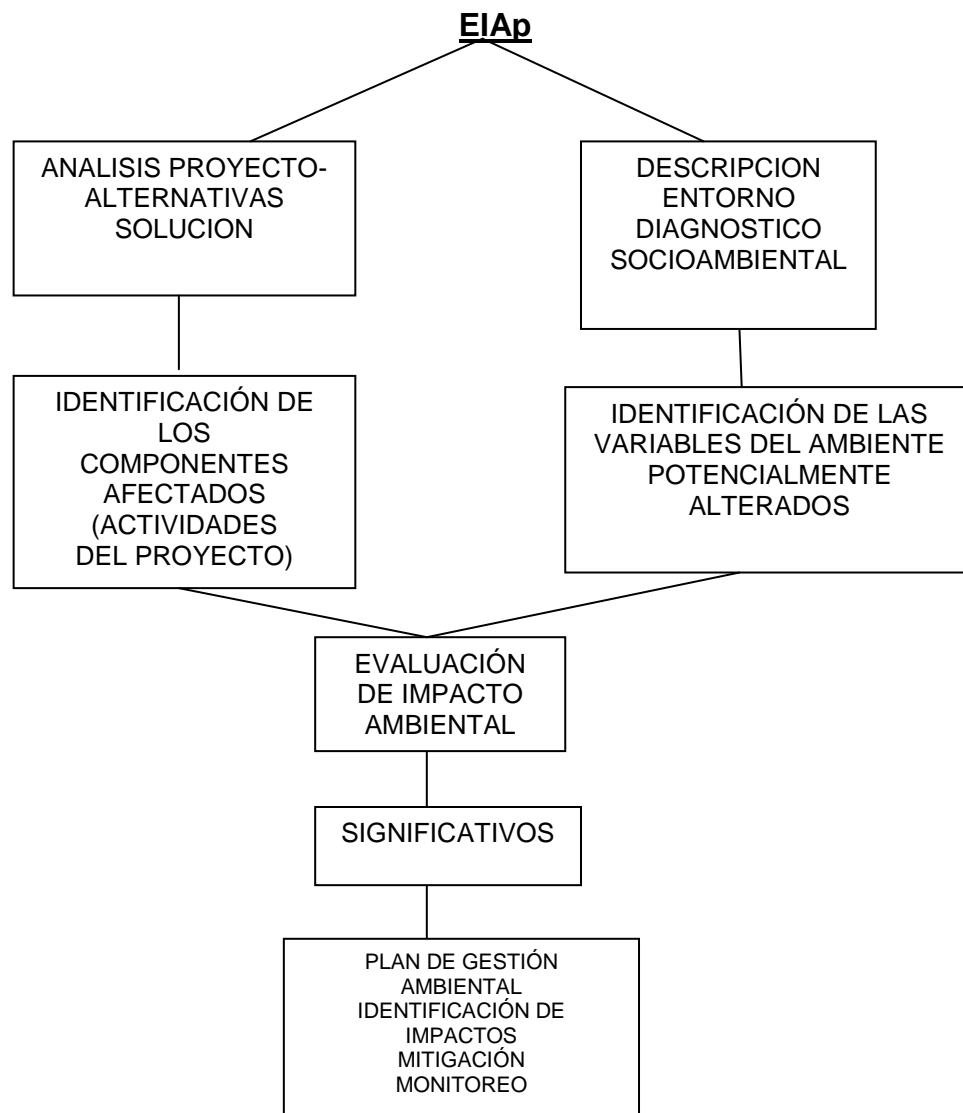 EIAp
ANALISIS PROYECTO-
ALTERNATIVAS
SOLUCION
DESCRIPCION
ENTORNO
DIAGNOSTICO
SOCIOAMBIENTAL
IDENTIFICACIÓN DE
LOS
COMPONENTES
AFECTADOS
(ACTIVIDADES
DEL PROYECTO)
IDENTIFICACIÓN DE LAS
VARIABLES DEL AMBIENTE
POTENCIALMENTE
ALTERADOS
EVALUACIÓN
DE IMPACTO
AMBIENTAL
SIGNIFICATIVOS
PLAN DE GESTIÓN
AMBIENTAL
IDENTIFICACIÓN DE
IMPACTOS
MITIGACIÓN
MONITOREO